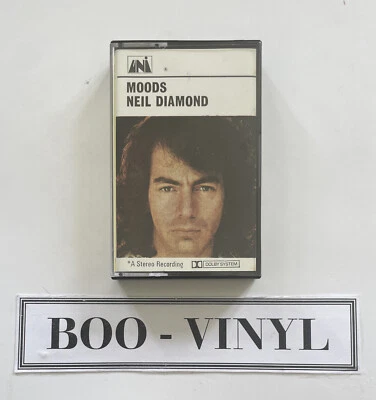 UNI
MOODS
NEIL DIAMOND
*A Stereo Recording DOLBY SYSTEM
BOO - VINYL